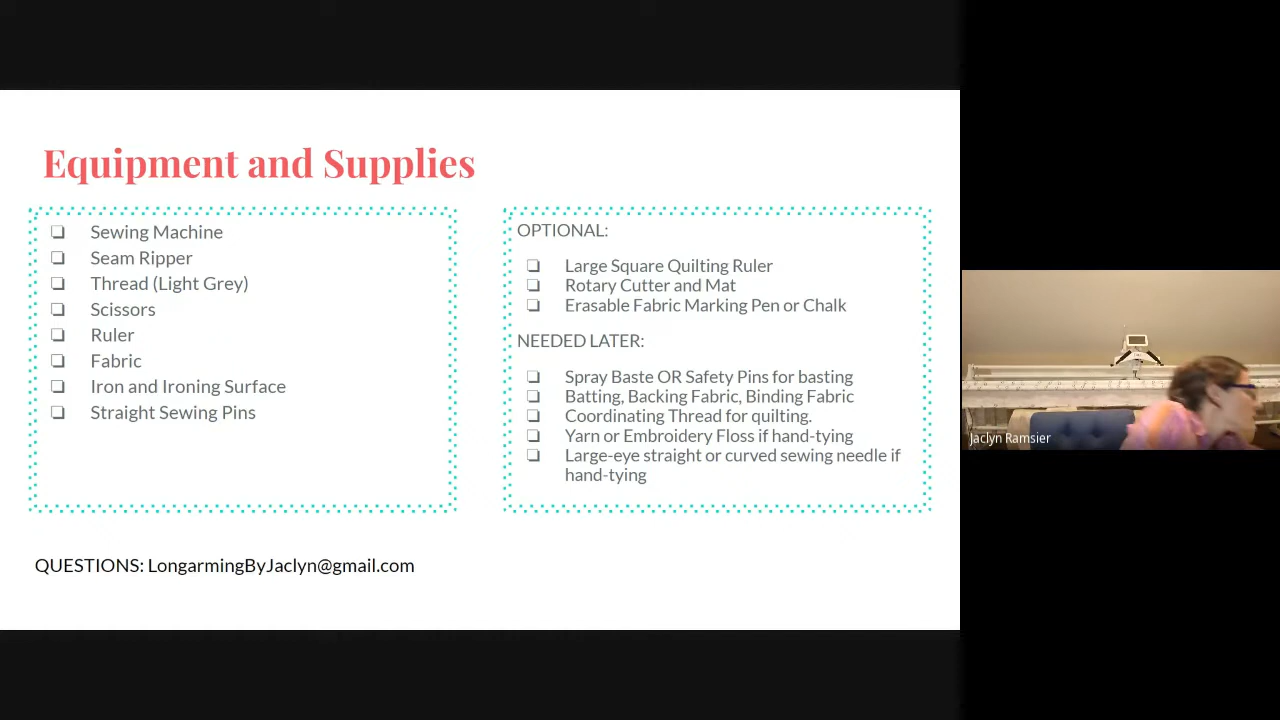 Equipment and Supplies
Sewing Machine
Seam Ripper
Thread (Light Grey)
Scissors
Ruler
Fabric
Iron and Ironing Surface
Straight Sewing Pins
OPTIONAL:
Large Square Quilting Ruler
Rotary Cutter and Mat
Erasable Fabric Marking Pen or Chalk
NEEDED LATER:
Spray Baste OR Safety Pins for basting
Batting, Backing Fabric, Binding Fabric
Coordinating Thread for quilting.
Yarn or Embroidery Floss if hand-tying
Large-eye straight or curved sewing needle if
hand-tying
QUESTIONS: LongarmingByJaclyn@gmail.com
Jaclyn Ramsier